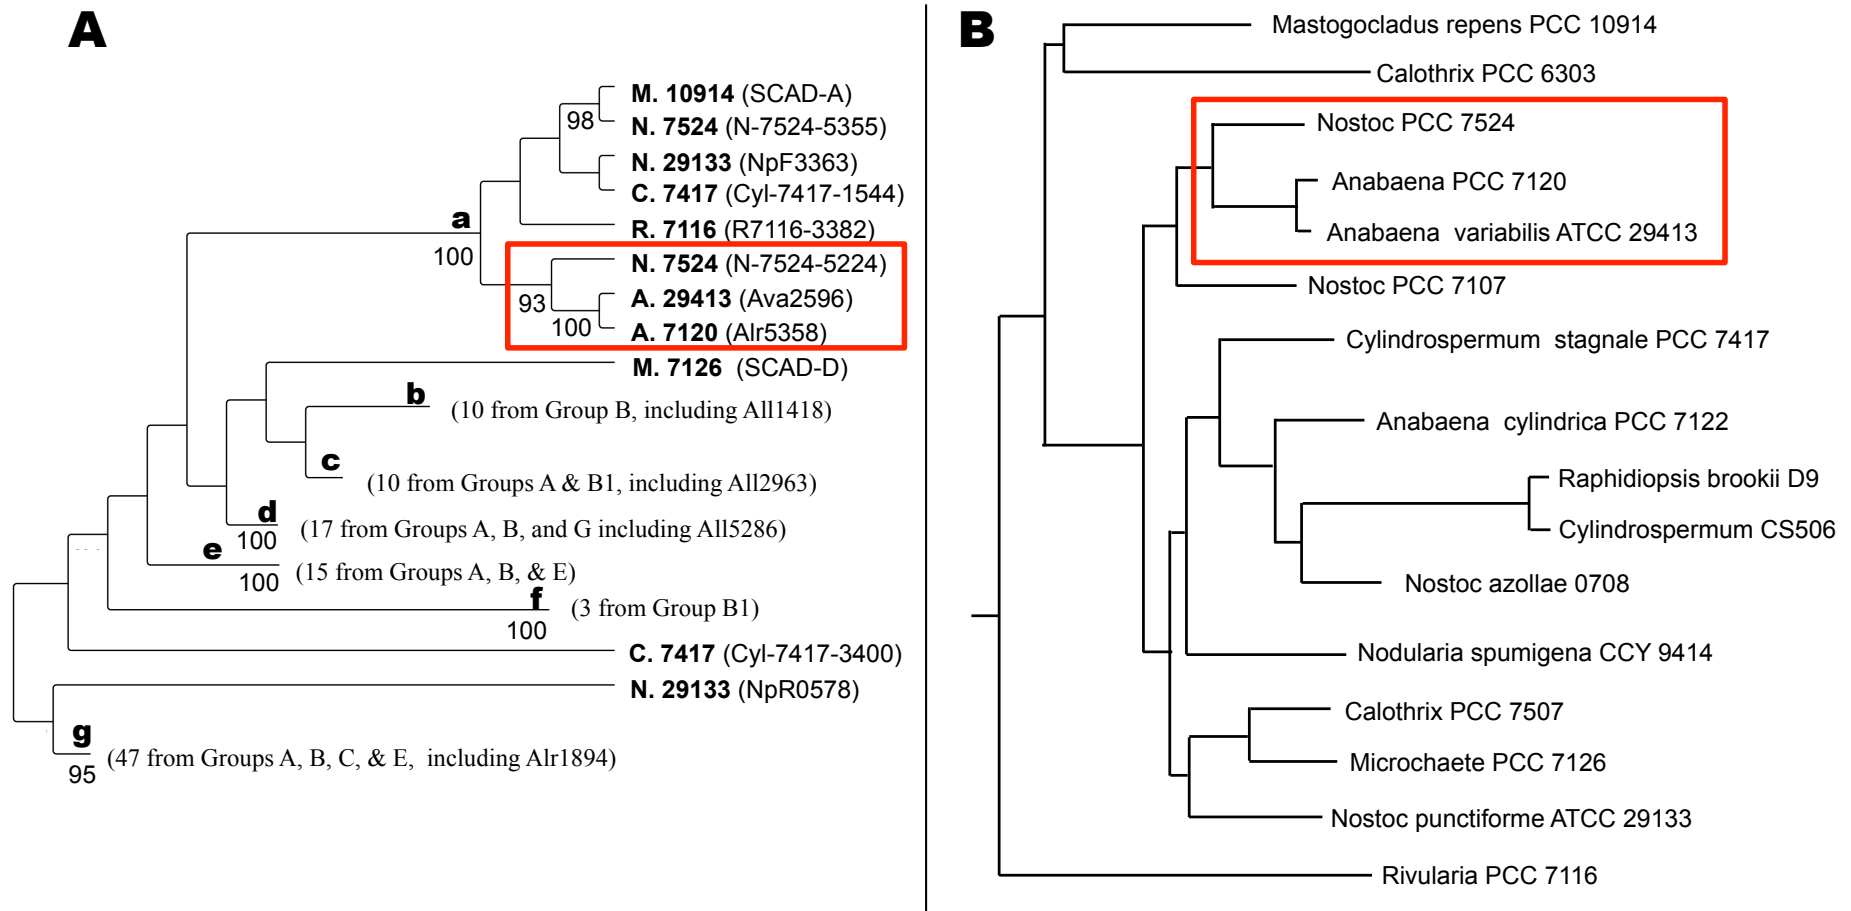 A
M. 10914 (SCAD-A)
98
N. 7524 (N-7524-5355)
N. 29133 (NpF3363)
C. 7417 (Cyl-7417-1544)
a
R. 7116 (R7116-3382)
100
N. 7524 (N-7524-5224)
93
A. 29413 (Ava2596)
100
A. 7120 (Alr5358)
M. 7126 (SCAD-D)
b
(10 from Group B, including All1418)
c
(10 from Groups A & B1, including All2963)
d
100
(17 from Groups A, B, and G including All5286)
e
100
(15 from Groups A, B, & E)
f
100
(3 from Group B1)
C. 7417 (Cyl-7417-3400)
N. 29133 (NpR0578)
g
95
(47 from Groups A, B, C, & E, including Alr1894)
B
Mastogocladus repens PCC 10914
Calothrix PCC 6303
Nostoc PCC 7524
Anabaena PCC 7120
Anabaena variabilis ATCC 29413
Nostoc PCC 7107
Cylindrospermum stagnale PCC 7417
Anabaena cylindrica PCC 7122
Raphidiopsis brookii D9
Cylindrospermum CS506
Nostoc azollae 0708
Nodularia spumigena CCY 9414
Calothrix PCC 7507
Microchaete PCC 7126
Nostoc punctiforme ATCC 29133
Rivularia PCC 7116